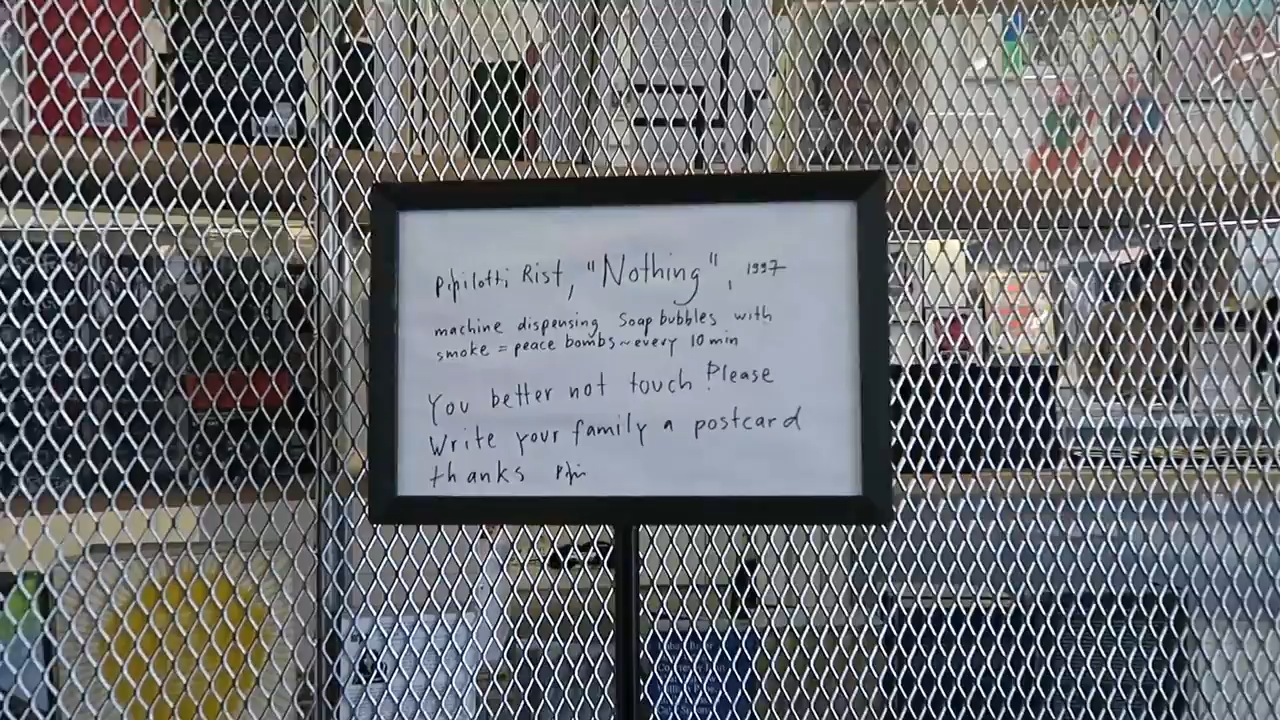 Pipilotti Rist, "Nothing", 1997
machine dispensing soap bubbles with
smoke = peace bombs ~ every 10 min
You better not touch! Please
write your family a postcard
thanks Pipi